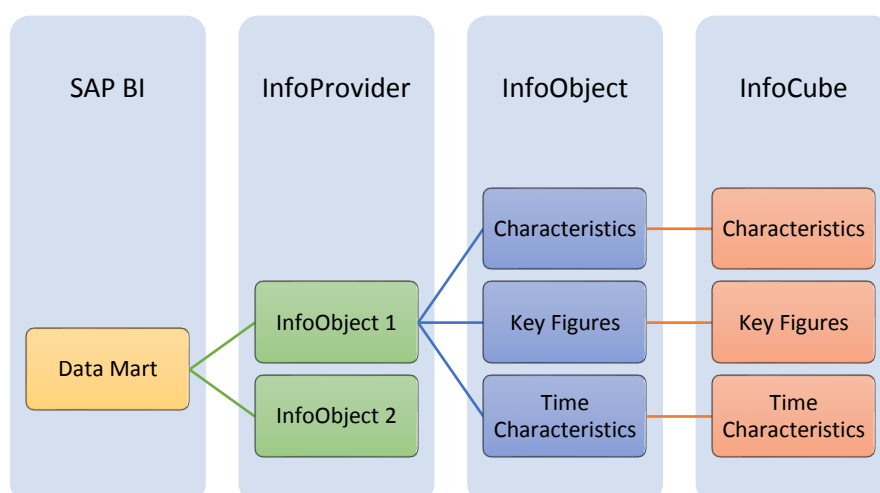 SAP BI
InfoProvider
InfoObject
InfoCube
Data Mart
InfoObject 1
InfoObject 2
Characteristics
Key Figures
Time
Characteristics
Characteristics
Key Figures
Time
Characteristics